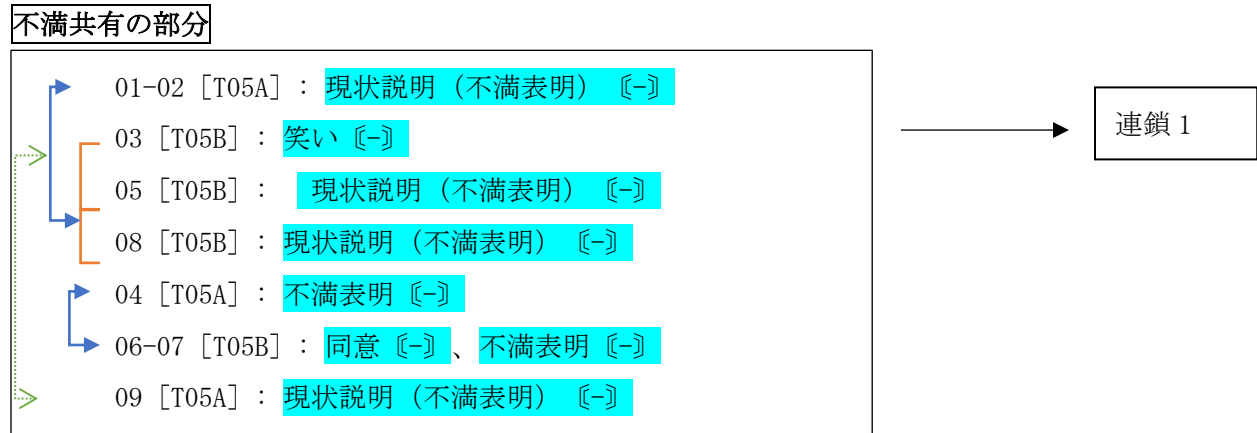 不満共有の部分
01-02［T05A］：現状説明（不満表明）〔-〕
03［T05B］：笑い〔-〕
05［T05B］： 現状説明（不満表明）〔-〕
08［T05B］：現状説明（不満表明）〔-〕
04［T05A］：不満表明〔-〕
06-07［T05B］：同意〔-〕、不満表明〔-〕
09［T05A］：現状説明（不満表明）〔-〕
連鎖1